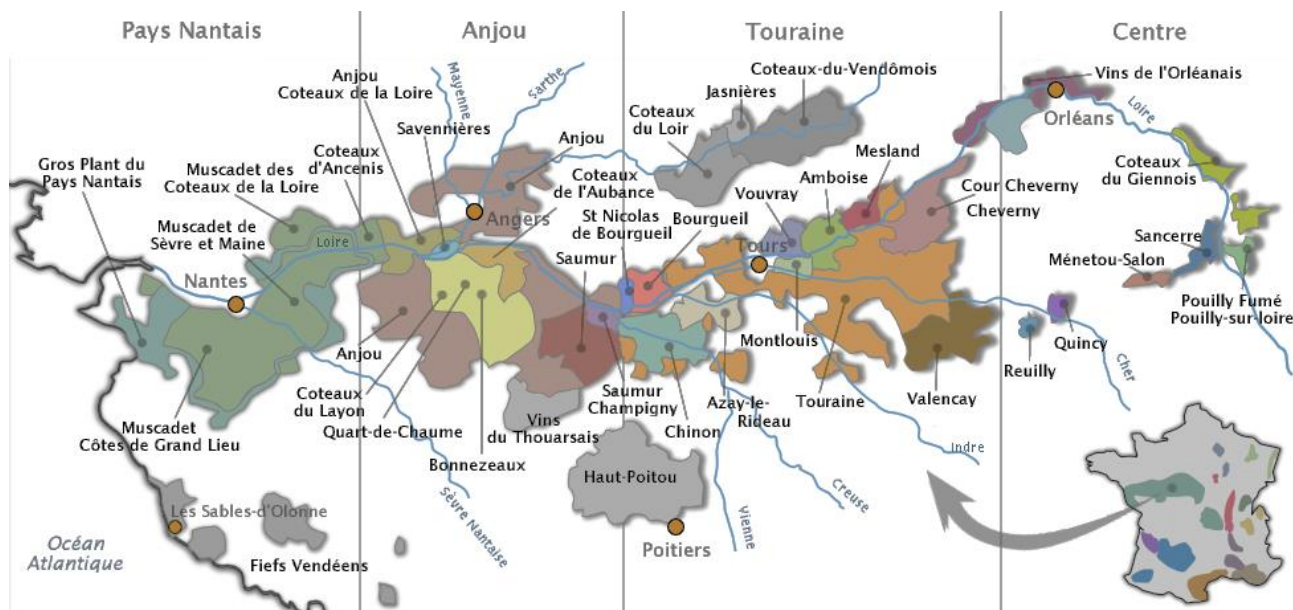 Pays Nantais
Anjou
Touraine
Centre
Gros Plant du
Pays Nantais
Muscadet des
Coteaux de la Loire
Muscadet de
Sèvre et Maine
Coteaux
d'Ancenis
Anjou
Coteaux de la Loire
Savennières
Mayenne
Sarthe
Anjou
Coteaux
de l'Aubance
St Nicolas
de Bourgueil
Bourgueil
Saumur
Angers
Loire
Nantes
Muscadet
Côtes de Grand Lieu
Anjou
Coteaux
du Layon
Quart-de-Chaume
Bonnezeaux
Vins
du Thouarsais
Saumur
Champigny
Chinon
Haut-Poitou
Poitiers
Sèvre Nantaise
Les Sables-d'Olonne
Fiefs Vendéens
Océan
Atlantique
Coteaux
du Loir
Jasnières
Coteaux-du-Vendômois
Vouvray
Amboise
Mesland
Cour Cheverny
Cheverny
Tours
Montlouis
Azay-le-
Rideau
Touraine
Valencay
Vienne
Creuse
Indre
Cher
Vins de l'Orléanais
Orléans
Loire
Coteaux
du Giennois
Sancerre
Ménetou-Salon
Pouilly Fumé
Pouilly-sur-loire
Quincy
Reuilly